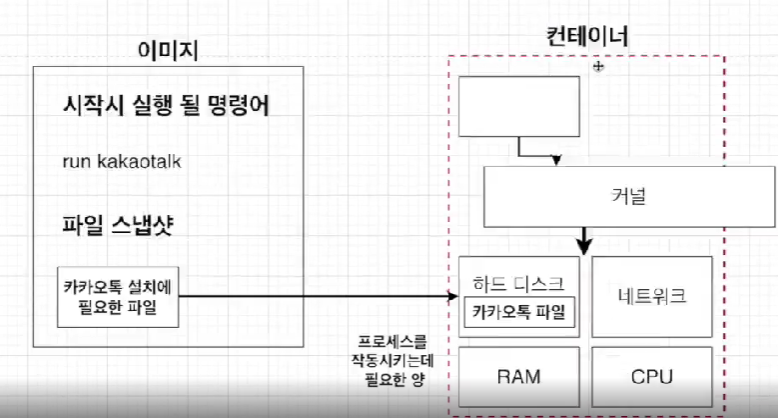 이미지
시작시 실행 될 명령어
run kakaotalk
파일 스냅샷
카카오톡 설치에
필요한 파일
컨테이너
커널
하드 디스크
카카오톡 파일
네트워크
프로세스를
작동시키는데
필요한 양
RAM
CPU